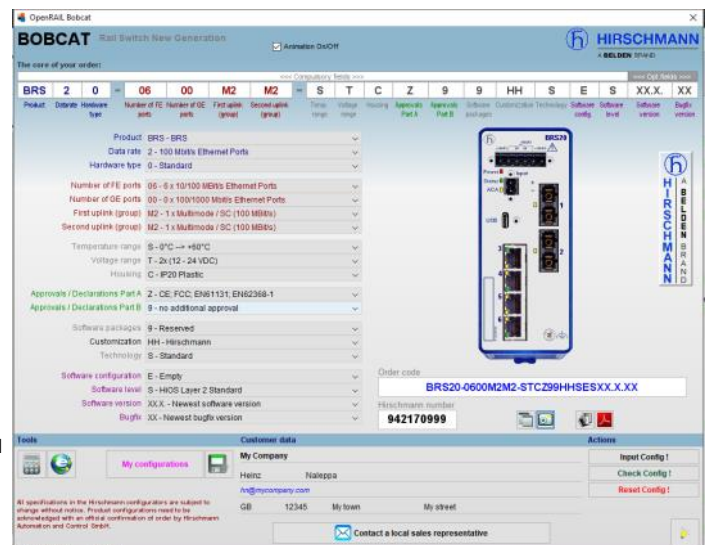 OpenRAIL Bobcat
BOBCAT Rail Switch New Generation
Animation On/Off
HIRSCHMANN
A BELDEN BRAND
The core of your order:
<<< Compulsory fields >>>
<<< Opt. fields >>>
BRS 2 0 - 06 00 M2 M2 - S T C Z 9 9 HH S E S XX.X. XX
Product Datarate Hardware type Number of FE ports Number of GE ports First uplink (group) Second uplink (group) Temp. range Voltage range Housing Approvals Part A Approvals Part B Software packages Customization Technology Software config Software level Software version Bugfix version
Product BRS - BRS
Data rate 2 - 100 Mbit/s Ethernet Ports
Hardware type 0 - Standard
Number of FE ports 06 - 6 x 10/100 MBit/s Ethernet Ports
Number of GE ports 00 - 0 x 100/1000 Mbit/s Ethernet Ports
First uplink (group) M2 - 1 x Multimode / SC (100 MBit/s)
Second uplink (group) M2 - 1 x Multimode / SC (100 MBit/s)
Temperature range S - 0°C --> +60°C
Voltage range T - 2x (12 - 24 VDC)
Housing C - IP20 Plastic
Approvals / Declarations Part A Z - CE; FCC; EN61131; EN62368-1
Approvals / Declarations Part B 9 - no additional approval
Software packages 9 - Reserved
Customization HH - Hirschmann
Technology S - Standard
Software configuration E - Empty
Software level S - HiOS Layer 2 Standard
Software version XX.X. - Newest software version
Bugfix XX - Newest bugfix version
BRS20
Power
Status
ACA
Input
USB
1
2
3
4
5
6
HIRSCHMANN
A BELDEN BRAND
Order code
BRS20-0600M2M2-STCZ99HHSESXX.X.XX
Hirschmann number
942170999
Tools
Customer data
Actions
My configurations
My Company
Heinz Naleppa
hn@mycompany.com
GB 12345 My town My street
Contact a local sales representative
Input Config !
Check Config !
Reset Config !
All specifications in the Hirschmann configurators are subject to
change without notice. Product configurations need to be
acknowledged with an official confirmation of order by Hirschmann
Automation and Control GmbH.